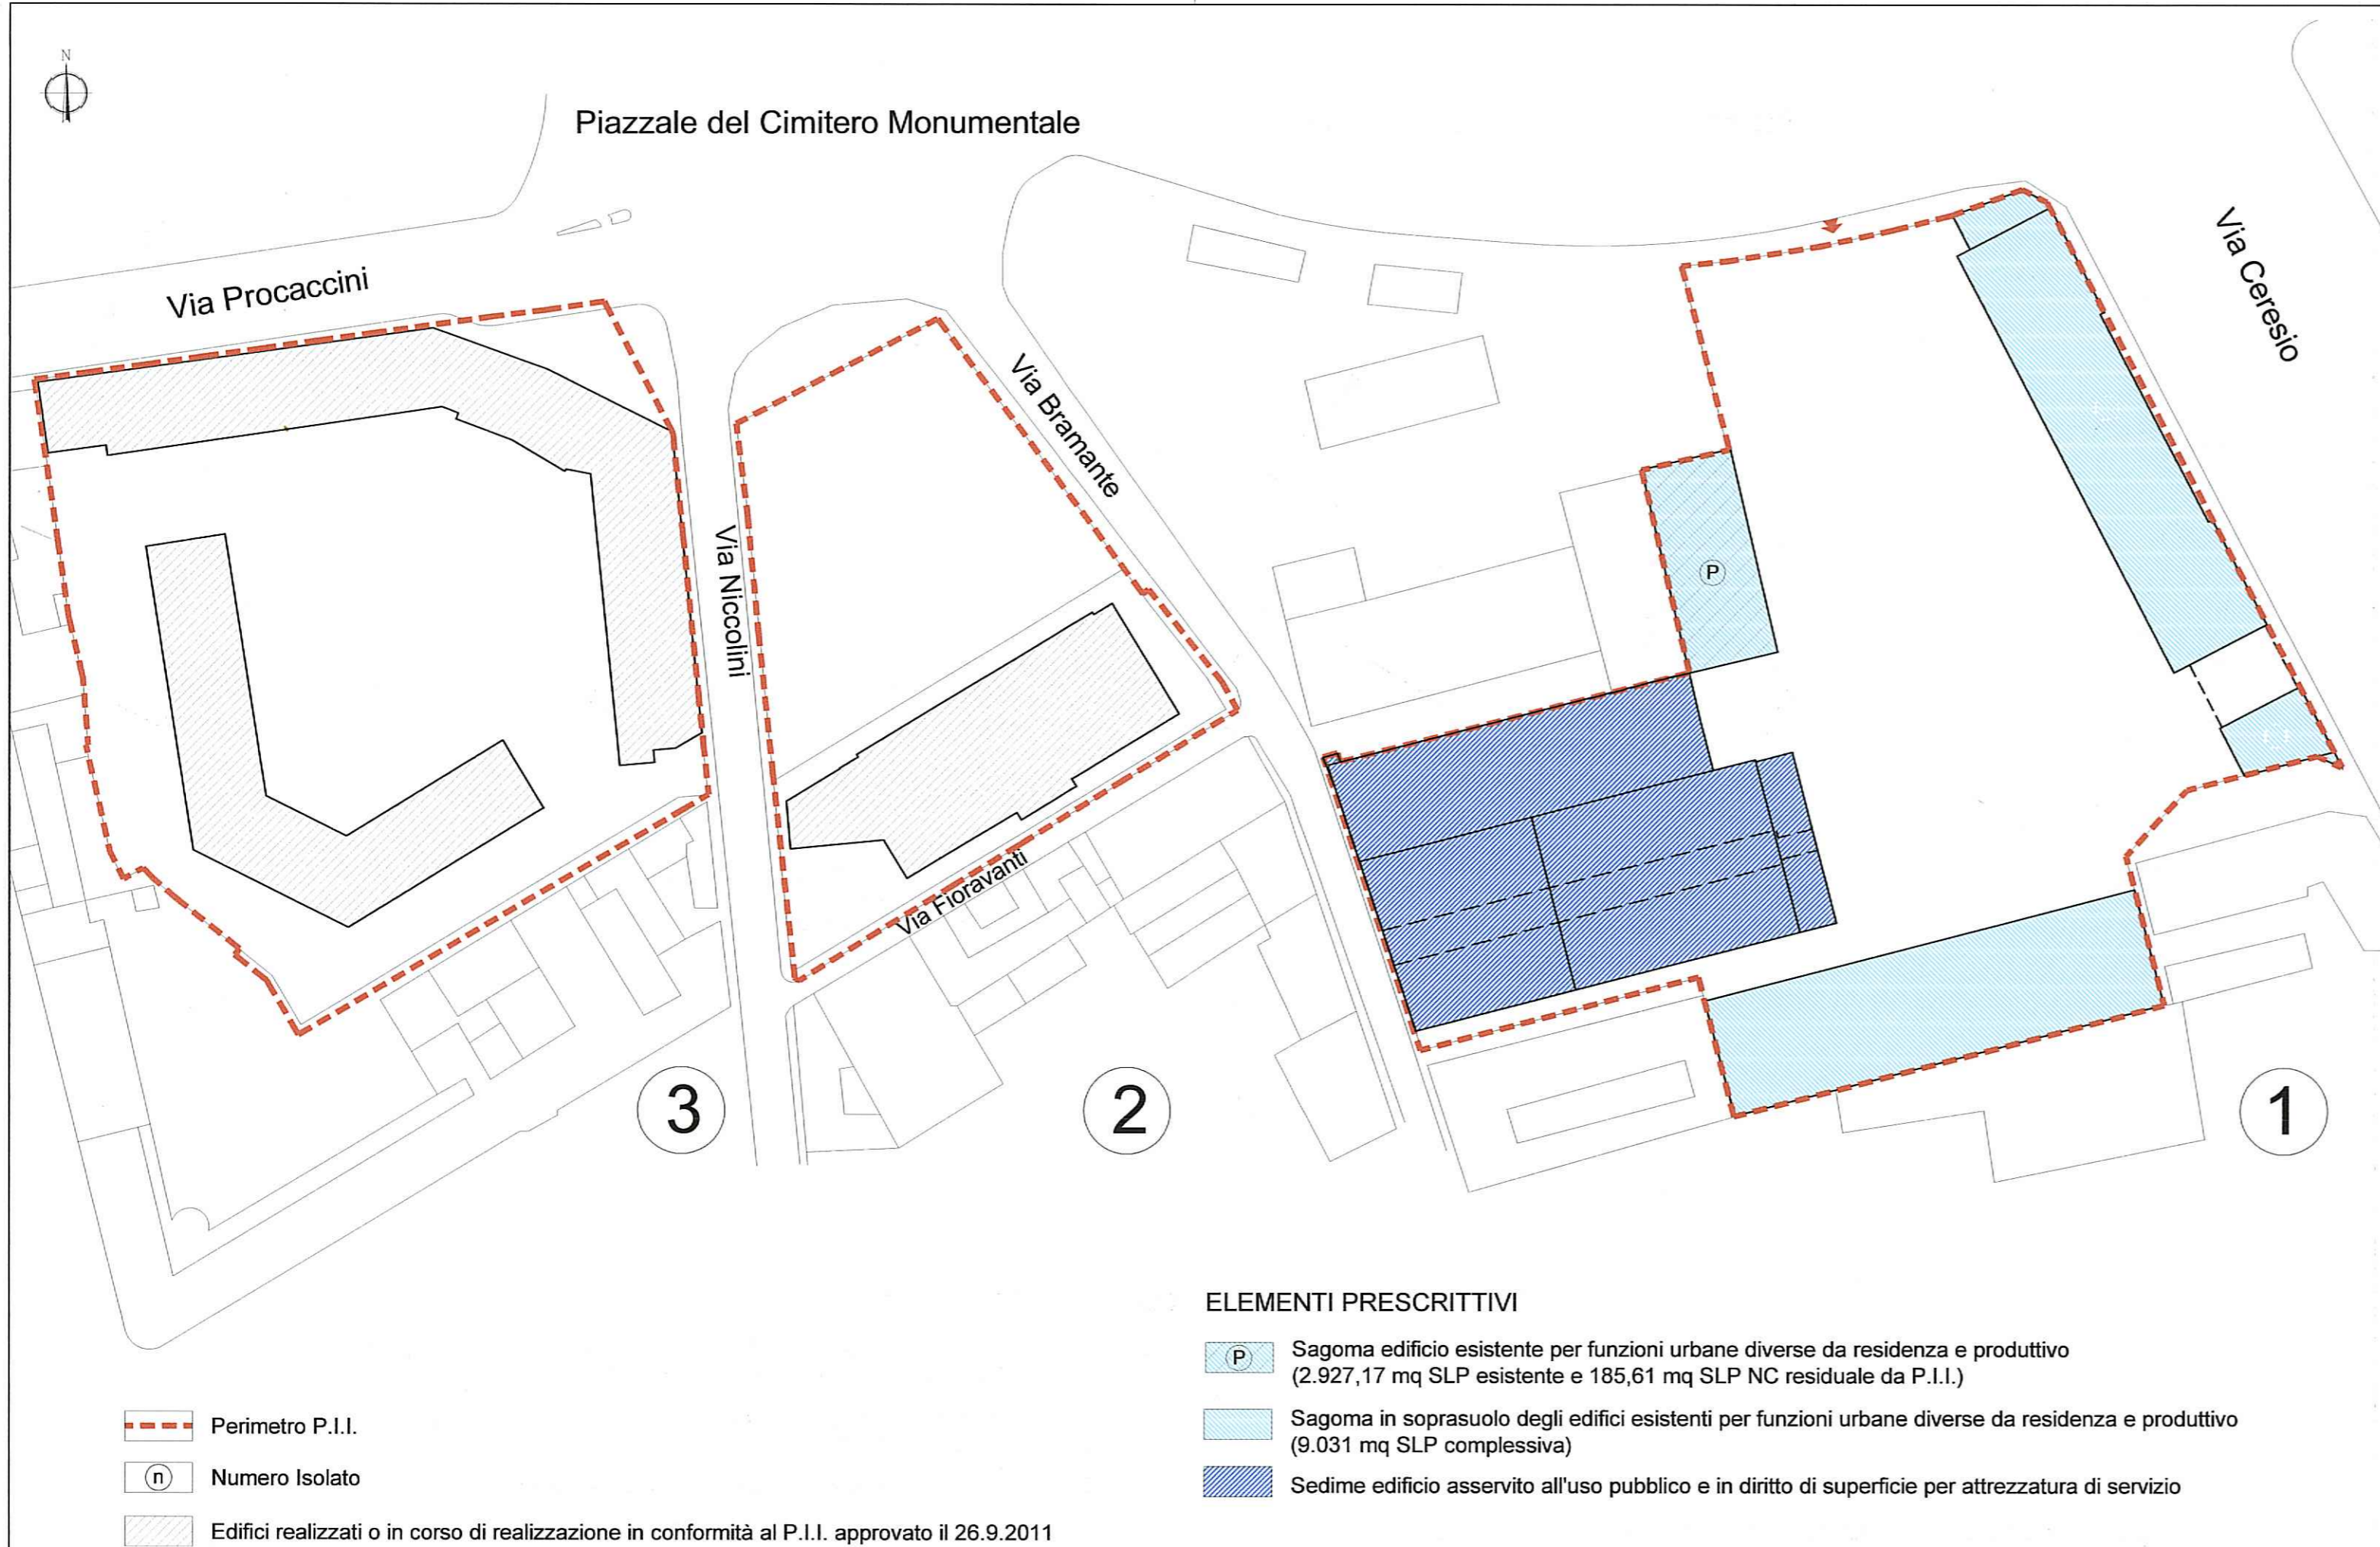 N
Piazzale del Cimitero Monumentale
Via Procaccini
Via Niccolini
Via Bramante
Via Fioravanti
Via Ceresio
P
3
2
1
ELEMENTI PRESCRITTIVI
P
Sagoma edificio esistente per funzioni urbane diverse da residenza e produttivo
(2.927,17 mq SLP esistente e 185,61 mq SLP NC residuale da P.I.I.)
Sagoma in soprasuolo degli edifici esistenti per funzioni urbane diverse da residenza e produttivo
(9.031 mq SLP complessiva)
Sedime edificio asservito all'uso pubblico e in diritto di superficie per attrezzatura di servizio
Perimetro P.I.I.
n
Numero Isolato
Edifici realizzati o in corso di realizzazione in conformità al P.I.I. approvato il 26.9.2011